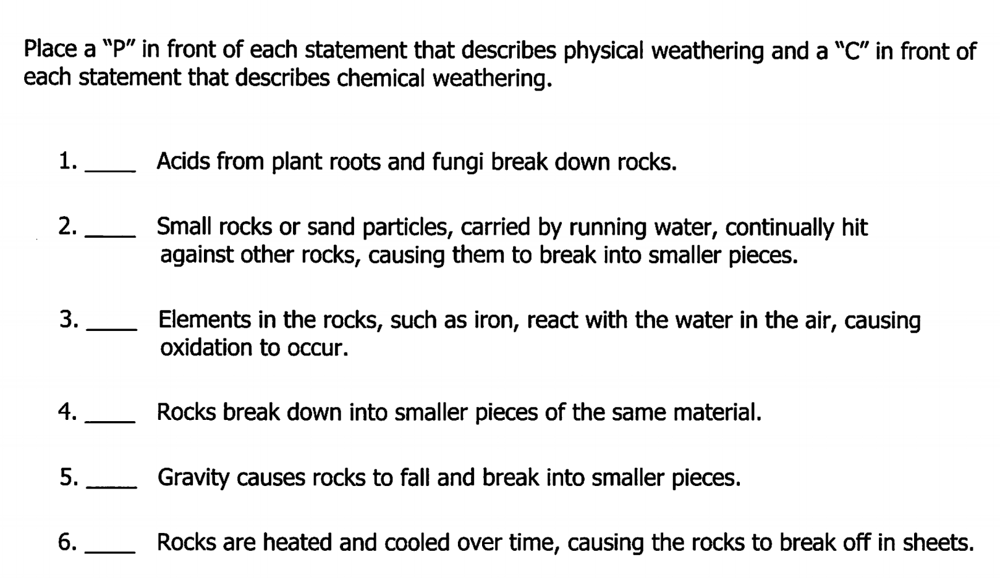 Place a “P” in front of each statement that describes physical weathering and a “C” in front of
each statement that describes chemical weathering.
1. ____ Acids from plant roots and fungi break down rocks.
2. ____ Small rocks or sand particles, carried by running water, continually hit
against other rocks, causing them to break into smaller pieces.
3. ____ Elements in the rocks, such as iron, react with the water in the air, causing
oxidation to occur.
4. ____ Rocks break down into smaller pieces of the same material.
5. ____ Gravity causes rocks to fall and break into smaller pieces.
6. ____ Rocks are heated and cooled over time, causing the rocks to break off in sheets.